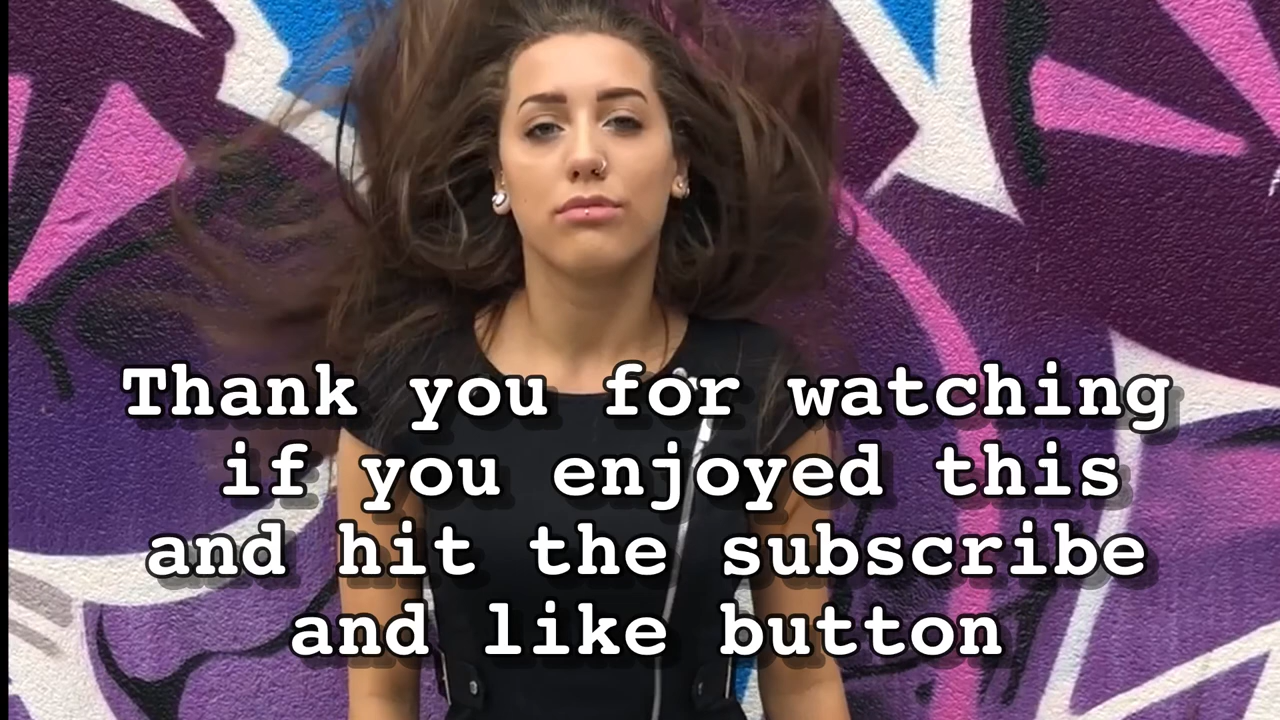 Thank you for watching
if you enjoyed this
and hit the subscribe
and like button